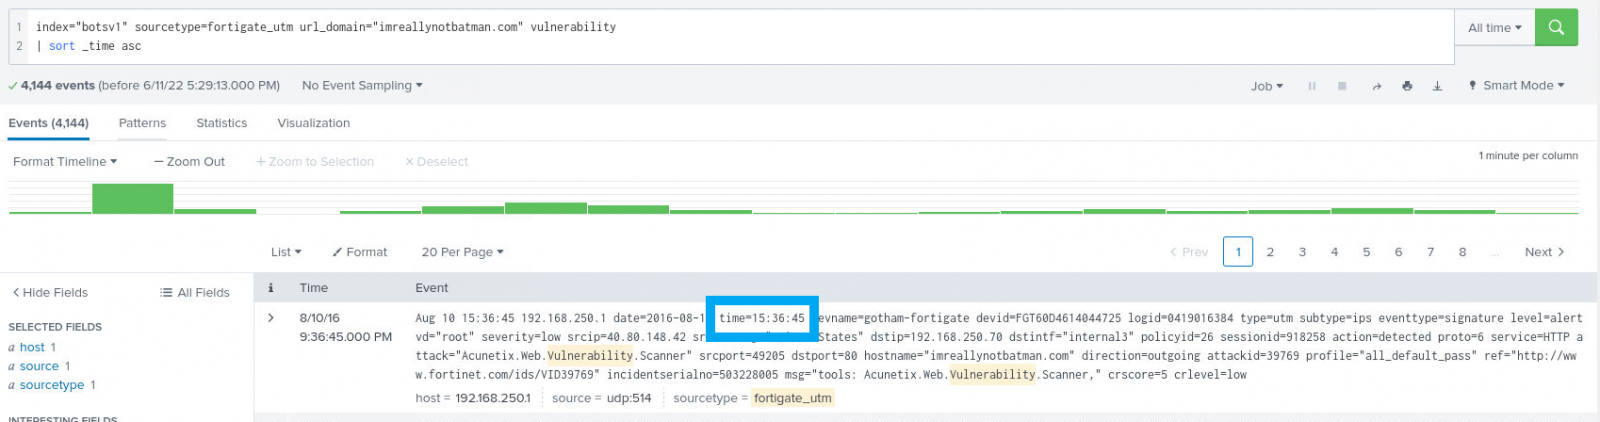 1 index="botsv1" sourcetype=fortigate_utm url_domain="imreallynotbatman.com" vulnerability
2 | sort _time asc
All time
4,144 events (before 6/11/22 5:29:13.000 PM) No Event Sampling
Job Smart Mode
Events (4,144) Patterns Statistics Visualization
Format Timeline — Zoom Out + Zoom to Selection × Deselect
1 minute per column
List Format 20 Per Page
< Prev 1 2 3 4 5 6 7 8 ... Next >
< Hide Fields All Fields
i Time Event
SELECTED FIELDS
a host 1
a source 1
a sourcetype 1
INTERESTING FIELDS
> 8/10/16
9:36:45.000 PM
Aug 10 15:36:45 192.168.250.1 date=2016-08-1 time=15:36:45 evname=gotham-fortigate devid=FGT60D4614044725 logid=0419016384 type=utm subtype=ips eventtype=signature level=alert
vd="root" severity=low srcip=40.80.148.42 sr States" dstip=192.168.250.70 dstintf="internal3" policyid=26 sessionid=918258 action=detected proto=6 service=HTTP a
ttack="Acunetix.Web.Vulnerability.Scanner" srcport=49205 dstport=80 hostname="imreallynotbatman.com" direction=outgoing attackid=39769 profile="all_default_pass" ref="http://ww
w.fortinet.com/ids/VID39769" incidentserialno=503228005 msg="tools: Acunetix.Web.Vulnerability.Scanner," crscore=5 crlevel=low
host = 192.168.250.1 source = udp:514 sourcetype = fortigate_utm